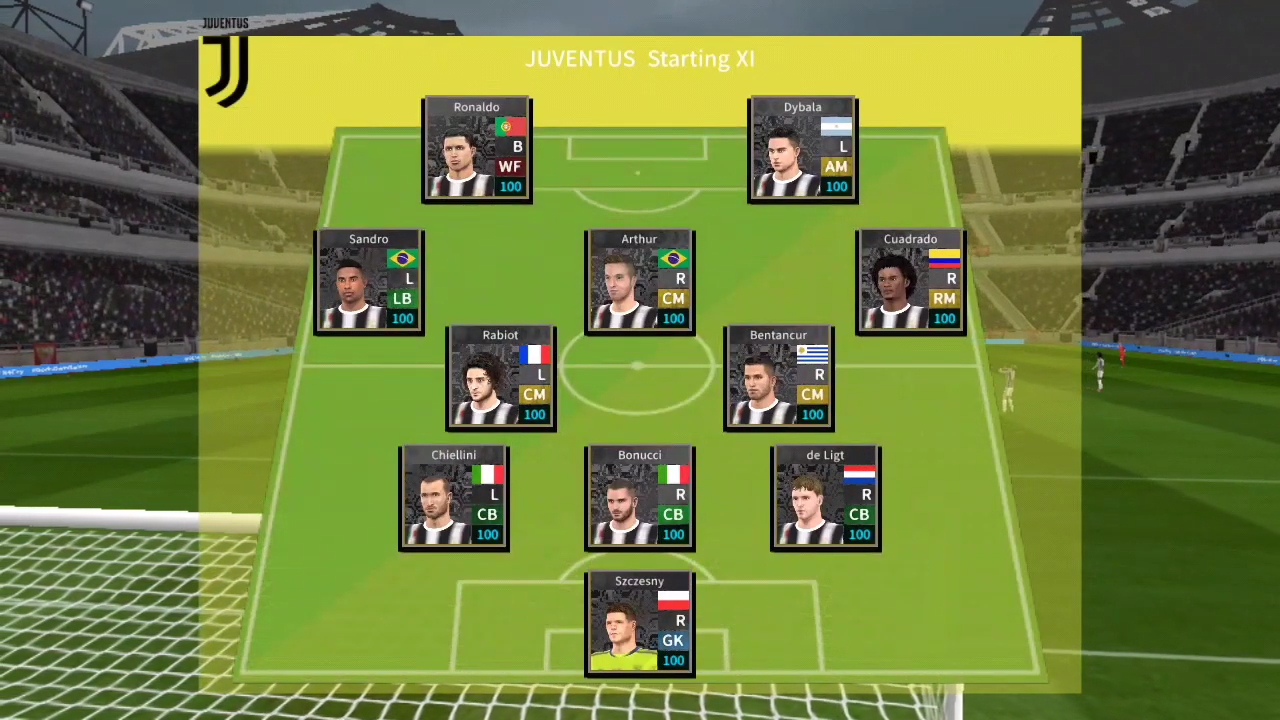 JUVENTUS
JUVENTUS Starting XI
Ronaldo
B
WF
100
Dybala
L
AM
100
Sandro
L
LB
100
Arthur
R
CM
100
Cuadrado
R
RM
100
Rabiot
L
CM
100
Bentancur
R
CM
100
Chiellini
L
CB
100
Bonucci
R
CB
100
de Ligt
R
CB
100
Szczesny
R
GK
100